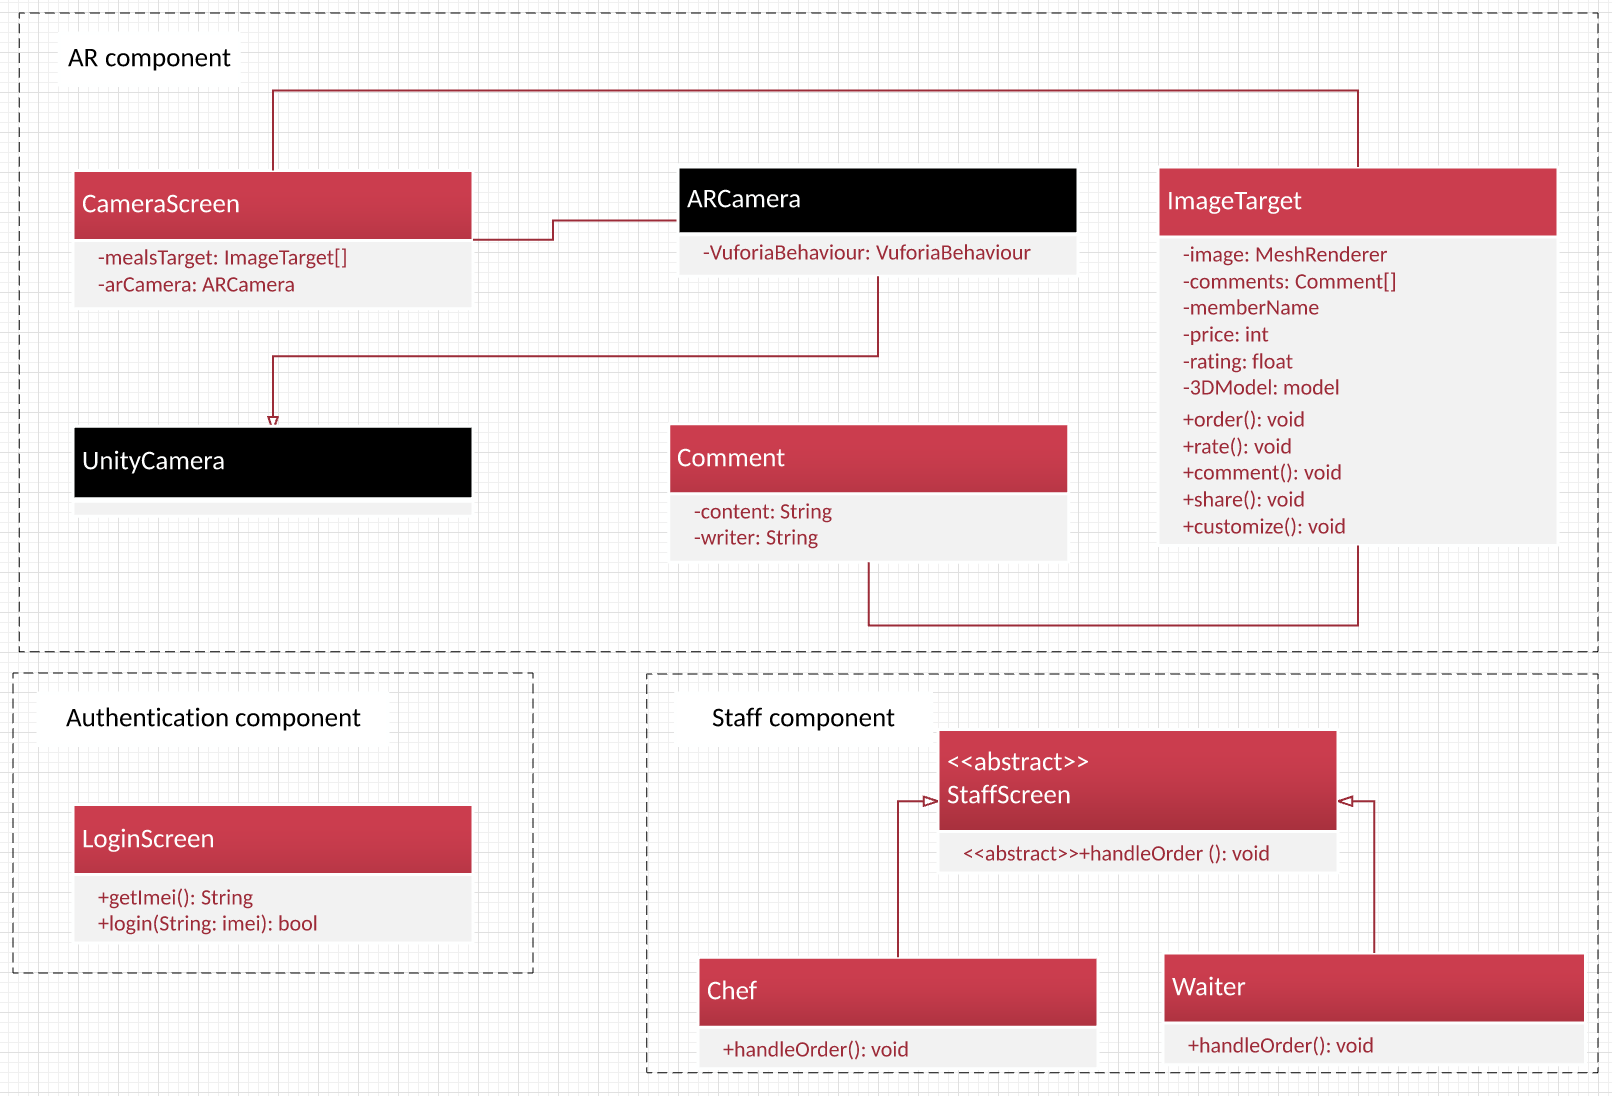 AR component
CameraScreen
-mealsTarget: ImageTarget[]
-arCamera: ARCamera
ARCamera
-VuforiaBehaviour: VuforiaBehaviour
ImageTarget
-image: MeshRenderer
-comments: Comment[]
-memberName
-price: int
-rating: float
-3DModel: model
+order(): void
+rate(): void
+comment(): void
+share(): void
+customize(): void
UnityCamera
Comment
-content: String
-writer: String
Authentication component
LoginScreen
+getImei(): String
+login(String: imei): bool
Staff component
<<abstract>>
StaffScreen
<<abstract>>+handleOrder (): void
Chef
+handleOrder(): void
Waiter
+handleOrder(): void